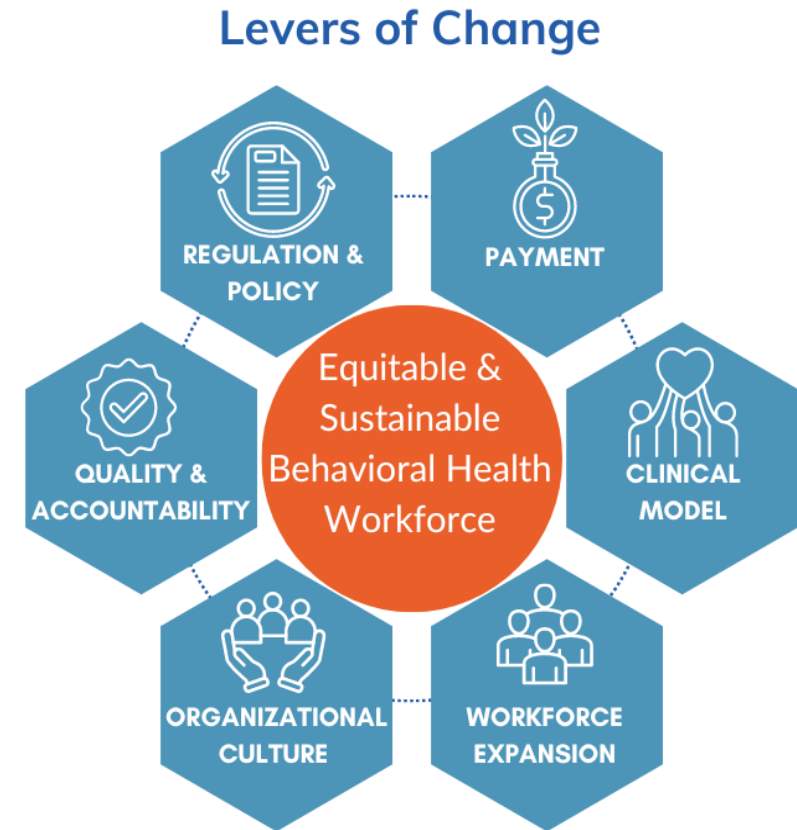 Levers of Change
REGULATION &
POLICY
$
PAYMENT
QUALITY &
ACCOUNTABILITY
Equitable &
Sustainable
Behavioral Health
Workforce
CLINICAL
MODEL
ORGANIZATIONAL
CULTURE
WORKFORCE
EXPANSION